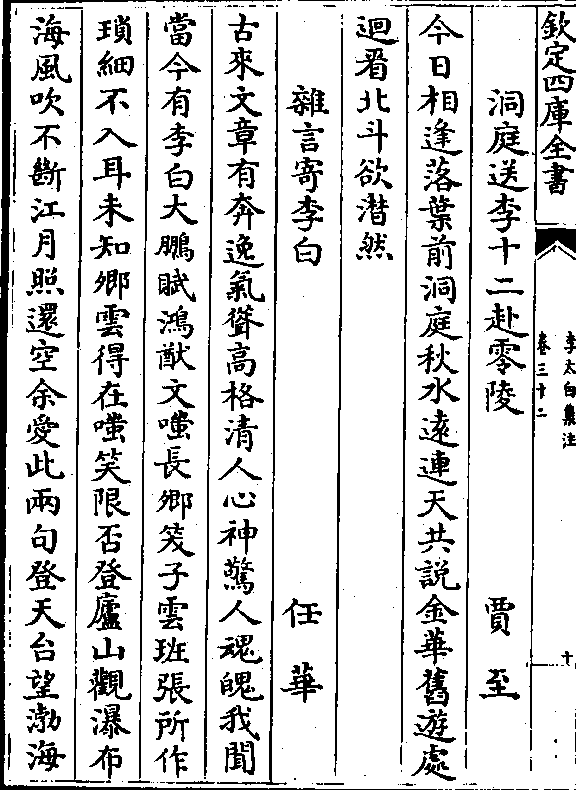 欽定四庫全書
李太白集注
卷三十二
十
洞庭送李十二赴零陵 賈至
今日相逢落葉前洞庭秋水遠連天共説金華舊遊處
迴看北斗欲潸然
雜言寄李白 任華
古來文章有奔逸氣聳高格清人心神驚人魂魄我聞
當今有李白大鵬賦鴻猷文嗤長卿笑子雲班張所作
瑣細不入耳未知卿雲得在嗤笑限否登廬山觀瀑布
海風吹不斷江月照還空余愛此兩句登天台望渤海